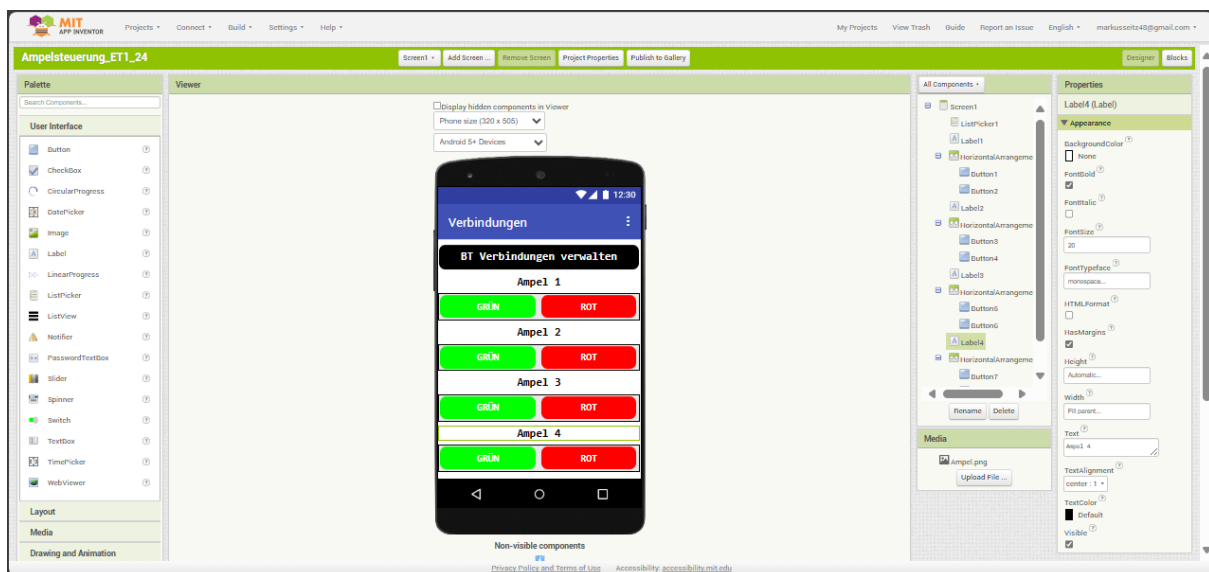 MIT
APP INVENTOR
Projects
Connect
Build
Settings
Help
My Projects
View Trash
Guide
Report an Issue
English
markusseitz48@gmail.com
Ampelsteuerung_ET1_24
Screen1
Add Screen ...
Remove Screen
Project Properties
Publish to Gallery
Designer
Blocks
Palette
Search Components...
User Interface
Button
CheckBox
CircularProgress
DatePicker
Image
Label
LinearProgress
ListPicker
ListView
Notifier
PasswordTextBox
Slider
Spinner
Switch
TextBox
TimePicker
WebViewer
Layout
Media
Drawing and Animation
Viewer
Display hidden components in Viewer
Phone size (320 x 505)
Android 5+ Devices
12:30
Verbindungen
BT Verbindungen verwalten
Ampel 1
GRÜN ROT
Ampel 2
GRÜN ROT
Ampel 3
GRÜN ROT
Ampel 4
GRÜN ROT
Non-visible components
Privacy Policy and Terms of Use Accessibility: accessibility.mit.edu
All Components
Screen1
ListPicker1
Label1
HorizontalArrangeme
Button1
Button2
Label2
HorizontalArrangeme
Button3
Button4
Label3
HorizontalArrangeme
Button5
Button6
Label4
HorizontalArrangeme
Button7
Rename Delete
Media
Ampel.png
Upload File ...
Properties
Label4 (Label)
Appearance
BackgroundColor
None
FontBold
FontItalic
FontSize
20
FontTypeface
monospace...
HTMLFormat
HasMargins
Height
Automatic...
Width
Fill parent...
Text
Ampel 4
TextAlignment
center : 1
TextColor
Default
Visible